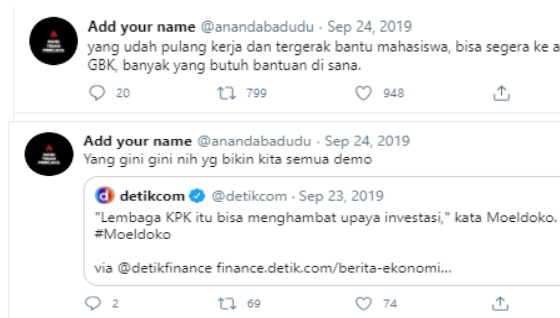 Add your name @anandabadudu · Sep 24, 2019
yang udah pulang kerja dan tergerak bantu mahasiswa, bisa segera ke a
GBK, banyak yang butuh bantuan di sana.
20 799 948
Add your name @anandabadudu · Sep 24, 2019
Yang gini gini nih yg bikin kita semua demo
detikcom @detikcom · Sep 23, 2019
"Lembaga KPK itu bisa menghambat upaya investasi," kata Moeldoko.
#Moeldoko
via @detikfinance finance.detik.com/berita-ekonomi...
2 69 74